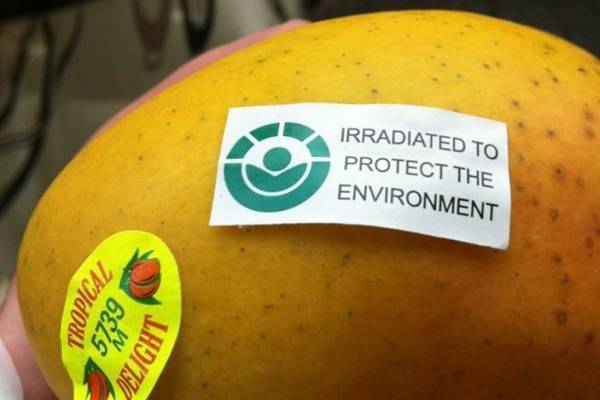 IRRADIATED TO
PROTECT THE
ENVIRONMENT
TROPICAL
5739
M
DELIGHT